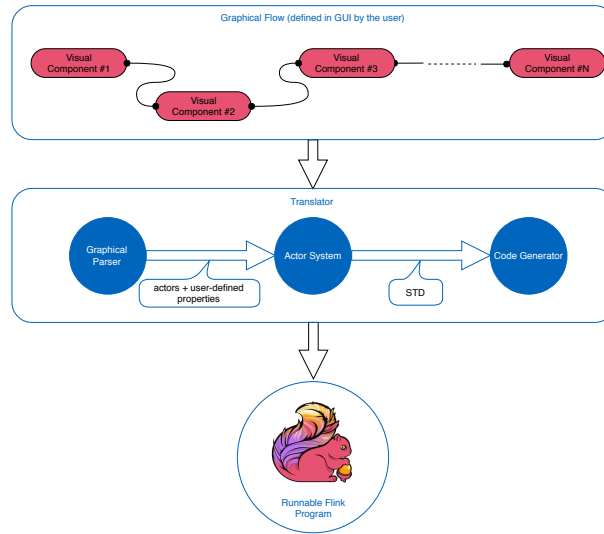 Graphical Flow (defined in GUI by the user)
Visual
Component #1
Visual
Component #2
Visual
Component #3
Visual
Component #N
Translator
Graphical
Parser
Actor System
Code Generator
actors + user-defined
properties
STD
Runnable Flink
Program